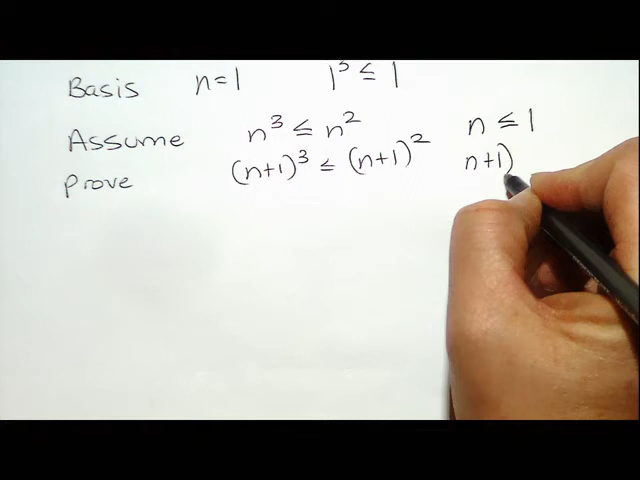 Basis n=1 1³ ≤ 1
Assume n³ ≤ n² n ≤ 1
Prove (n+1)³ ≤ (n+1)² n+1)